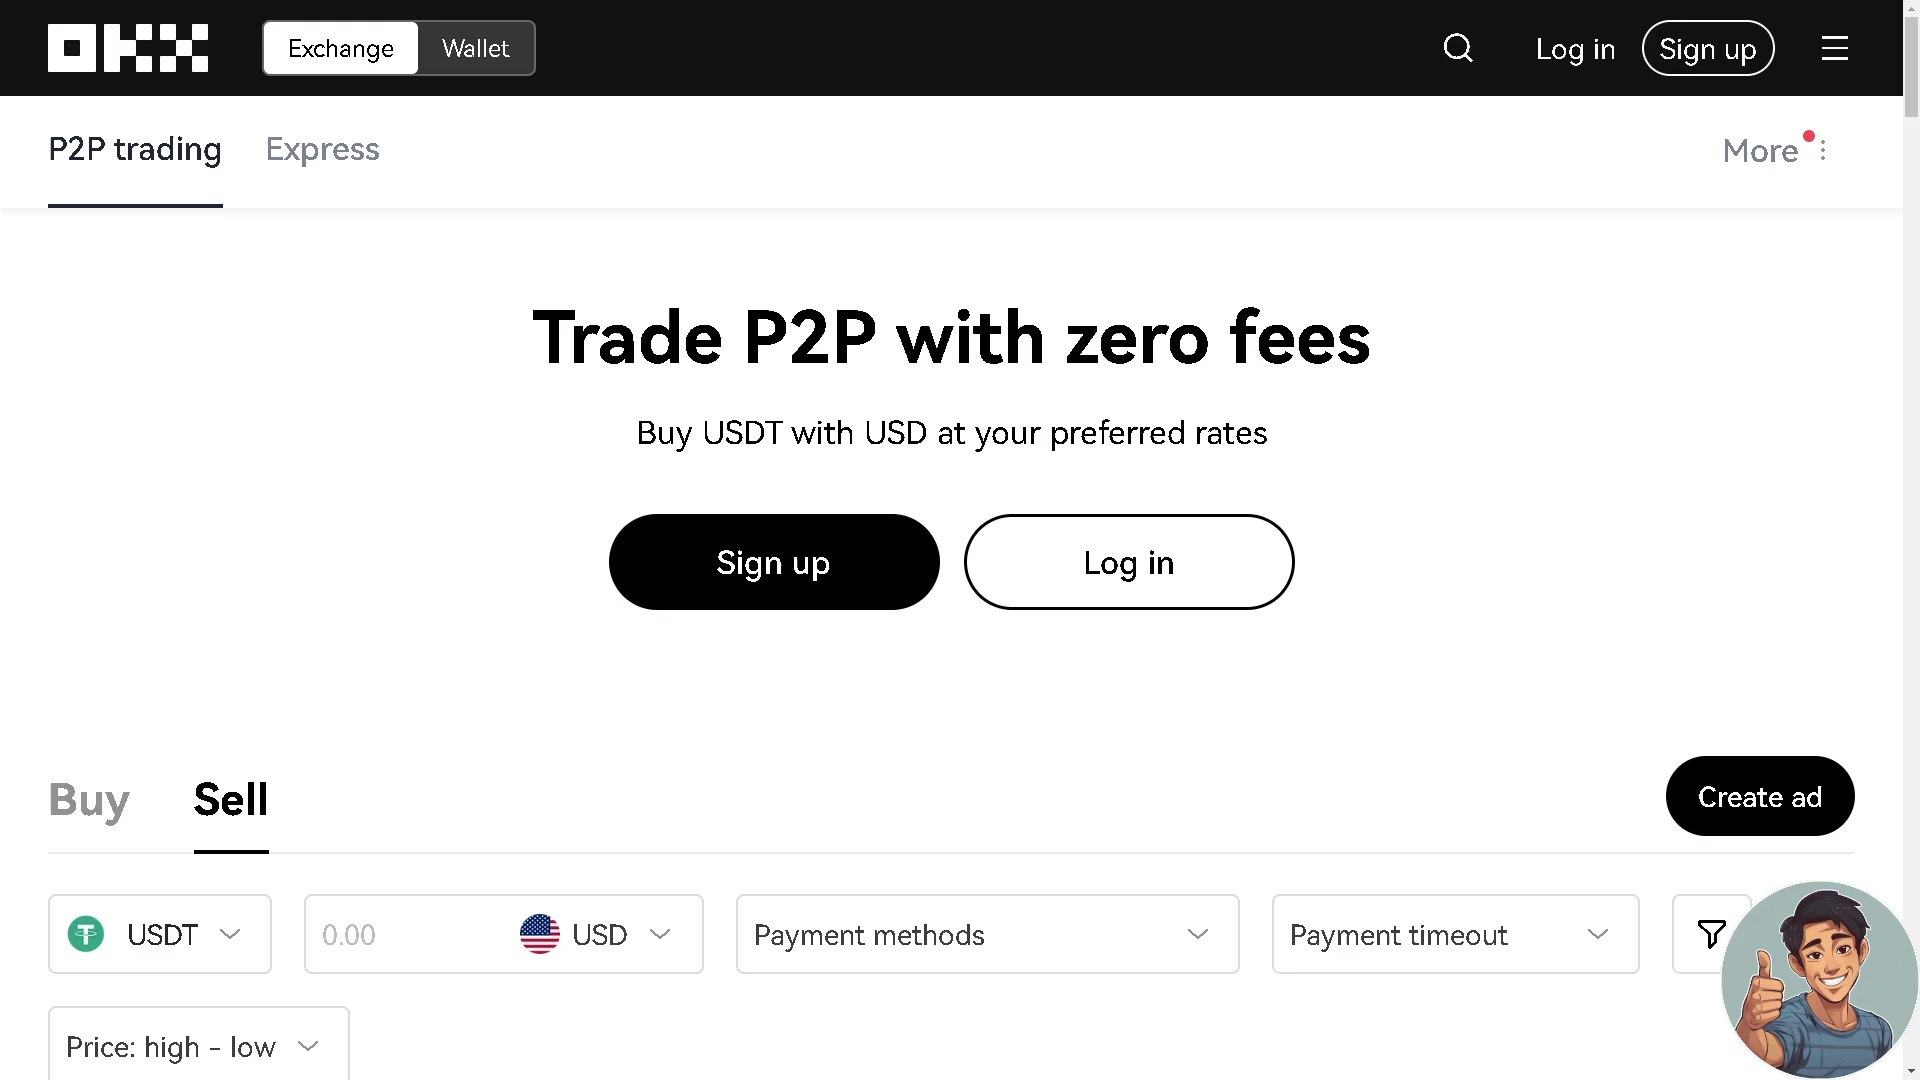 OKX Exchange Wallet Log in Sign up
P2P trading Express More
Trade P2P with zero fees
Buy USDT with USD at your preferred rates
Sign up Log in
Buy Sell Create ad
USDT 0.00 USD Payment methods Payment timeout
Price: high – low